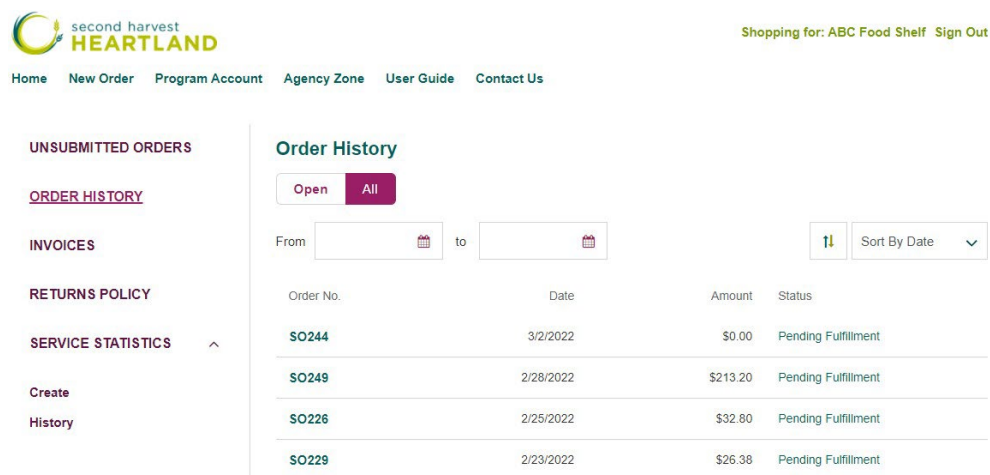 second harvest
HEARTLAND
Shopping for: ABC Food Shelf Sign Out
Home New Order Program Account Agency Zone User Guide Contact Us
UNSUBMITTED ORDERS
ORDER HISTORY
INVOICES
RETURNS POLICY
SERVICE STATISTICS
Create
History
Order History
Open All
From to Sort By Date
Order No. Date Amount Status
SO244 3/2/2022 $0.00 Pending Fulfillment
SO249 2/28/2022 $213.20 Pending Fulfillment
SO226 2/25/2022 $32.80 Pending Fulfillment
SO229 2/23/2022 $26.38 Pending Fulfillment